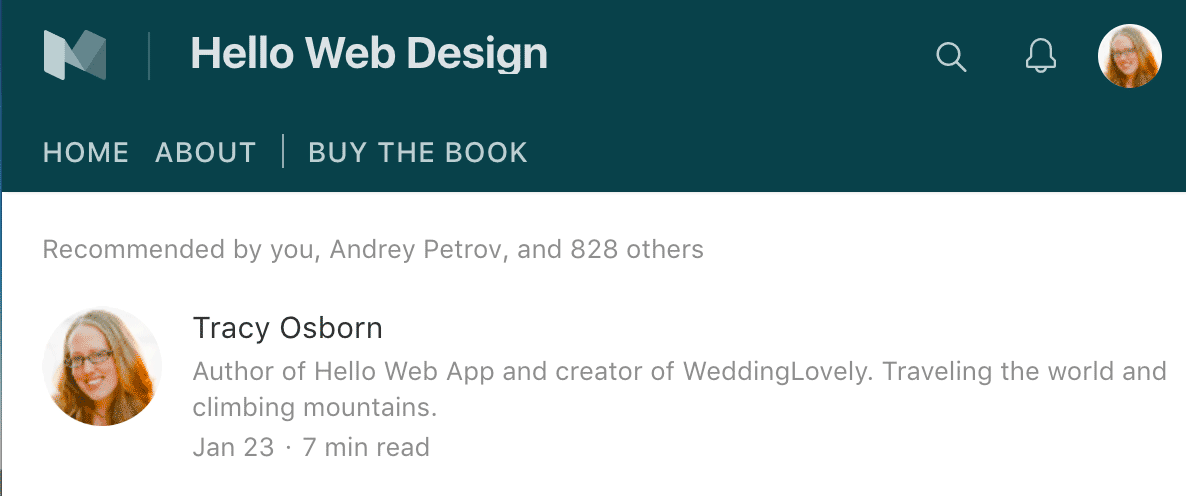 Hello Web Design
HOME ABOUT | BUY THE BOOK
Recommended by you, Andrey Petrov, and 828 others
Tracy Osborn
Author of Hello Web App and creator of WeddingLovely. Traveling the world and
climbing mountains.
Jan 23 · 7 min read